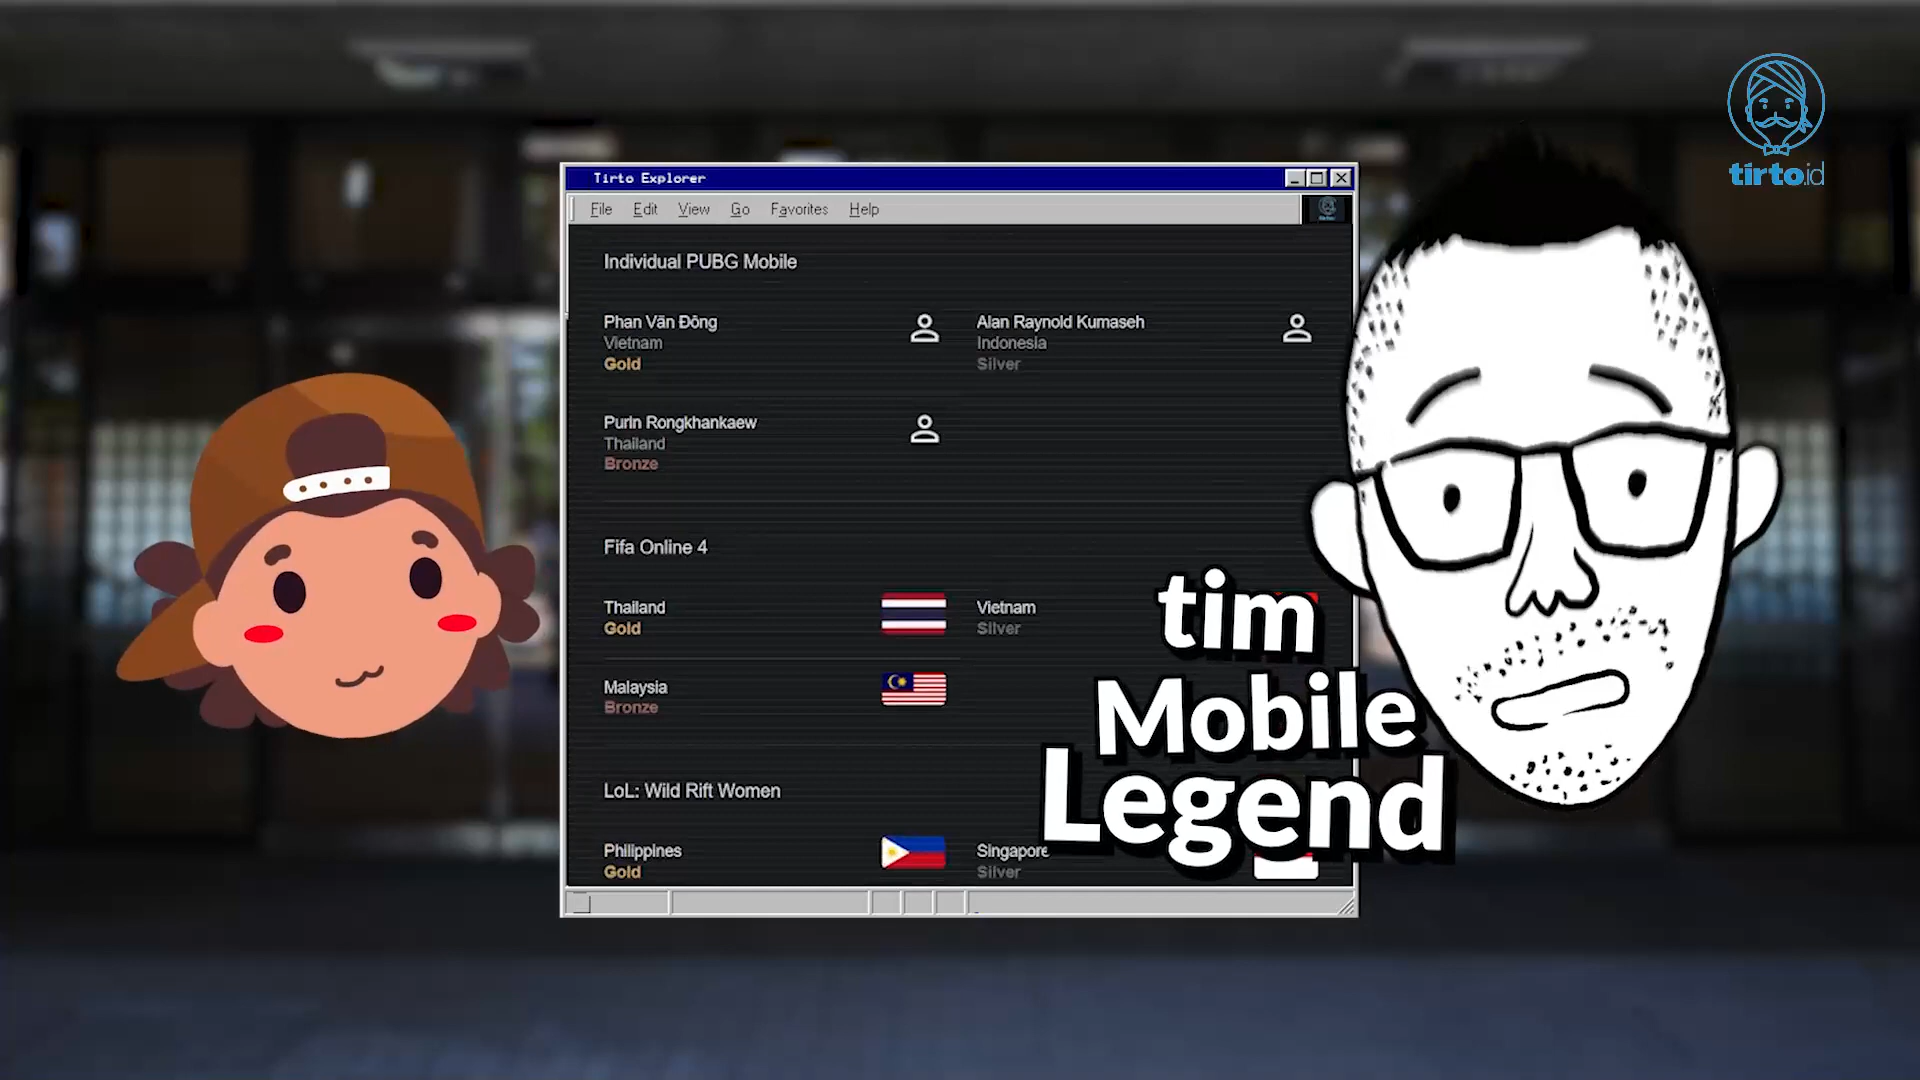 tirto.id
Tirto Explorer
File Edit View Go Favorites Help
Individual PUBG Mobile
Phan Văn Đông
Vietnam
Gold
Alan Raynold Kumaseh
Indonesia
Silver
Purin Rongkhankaew
Thailand
Bronze
Fifa Online 4
Thailand
Gold
Vietnam
Silver
Malaysia
Bronze
LoL: Wild Rift Women
Philippines
Gold
Singapore
Silver
tim
Mobile
Legend